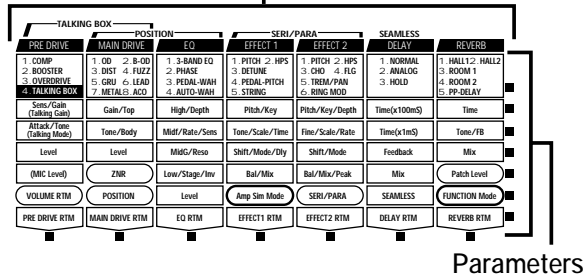 TALKING BOX
POSITION SERI/PARA SEAMLESS
PRE DRIVE MAIN DRIVE EQ EFFECT 1 EFFECT 2 DELAY REVERB
1.COMP 1.OD 2.B-OD 1.3-BAND EQ 1.PITCH 2.HPS 1.PITCH 2.HPS 1.NORMAL 1.HALL1 2.HALL2
2.BOOSTER 3.DIST 4.FUZZ 2.PHASE 3.DETUNE 3.CHO 4.FLG 2.ANALOG 3.ROOM 1
3.OVERDRIVE 5.GRU 6.LEAD 3.PEDAL-WAH 4.PEDAL-PITCH 5.TREM/PAN 3.HOLD 4.ROOM 2
4.TALKING BOX 7.METAL 8.ACO 4.AUTO-WAH 5.STRING 6.RING MOD 5.PP-DELAY
Sens/Gain (Talking Gain) Gain/Top High/Depth Pitch/Key Pitch/Key/Depth Time(x100mS) Time
Attack/Tone (Talking Mode) Tone/Body Midf/Rate/Sens Tone/Scale/Time Fine/Scale/Rate Time(x1mS) Tone/FB
Level Level MidG/Reso Shift/Mode/Dly Shift/Mode Feedback Mix
(MIC Level) ZNR Low/Stage/Inv Bal/Mix Bal/Mix/Peak Mix Patch Level
VOLUME RTM POSITION Level Amp Sim Mode SERI/PARA SEAMLESS FUNCTION Mode
PRE DRIVE RTM MAIN DRIVE RTM EQ RTM EFFECT1 RTM EFFECT2 RTM DELAY RTM REVERB RTM
Parameters